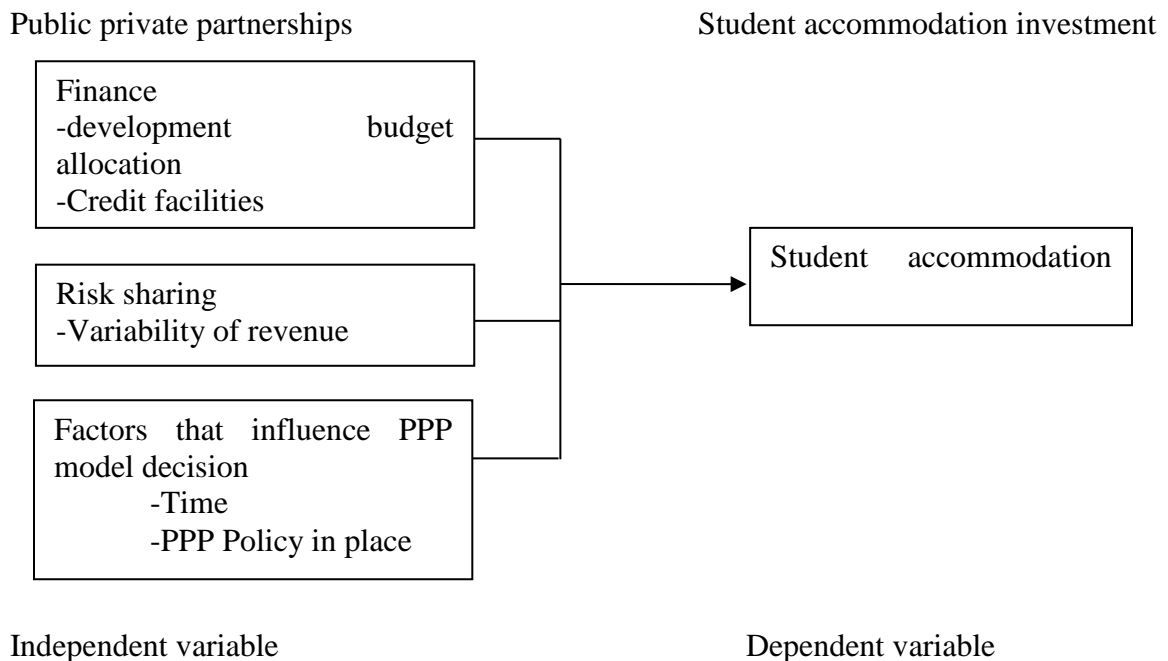 Public private partnerships
Student accommodation investment
Finance
-development budget
allocation
-Credit facilities
Risk sharing
-Variability of revenue
Factors that influence PPP
model decision
-Time
-PPP Policy in place
Student accommodation
Independent variable
Dependent variable